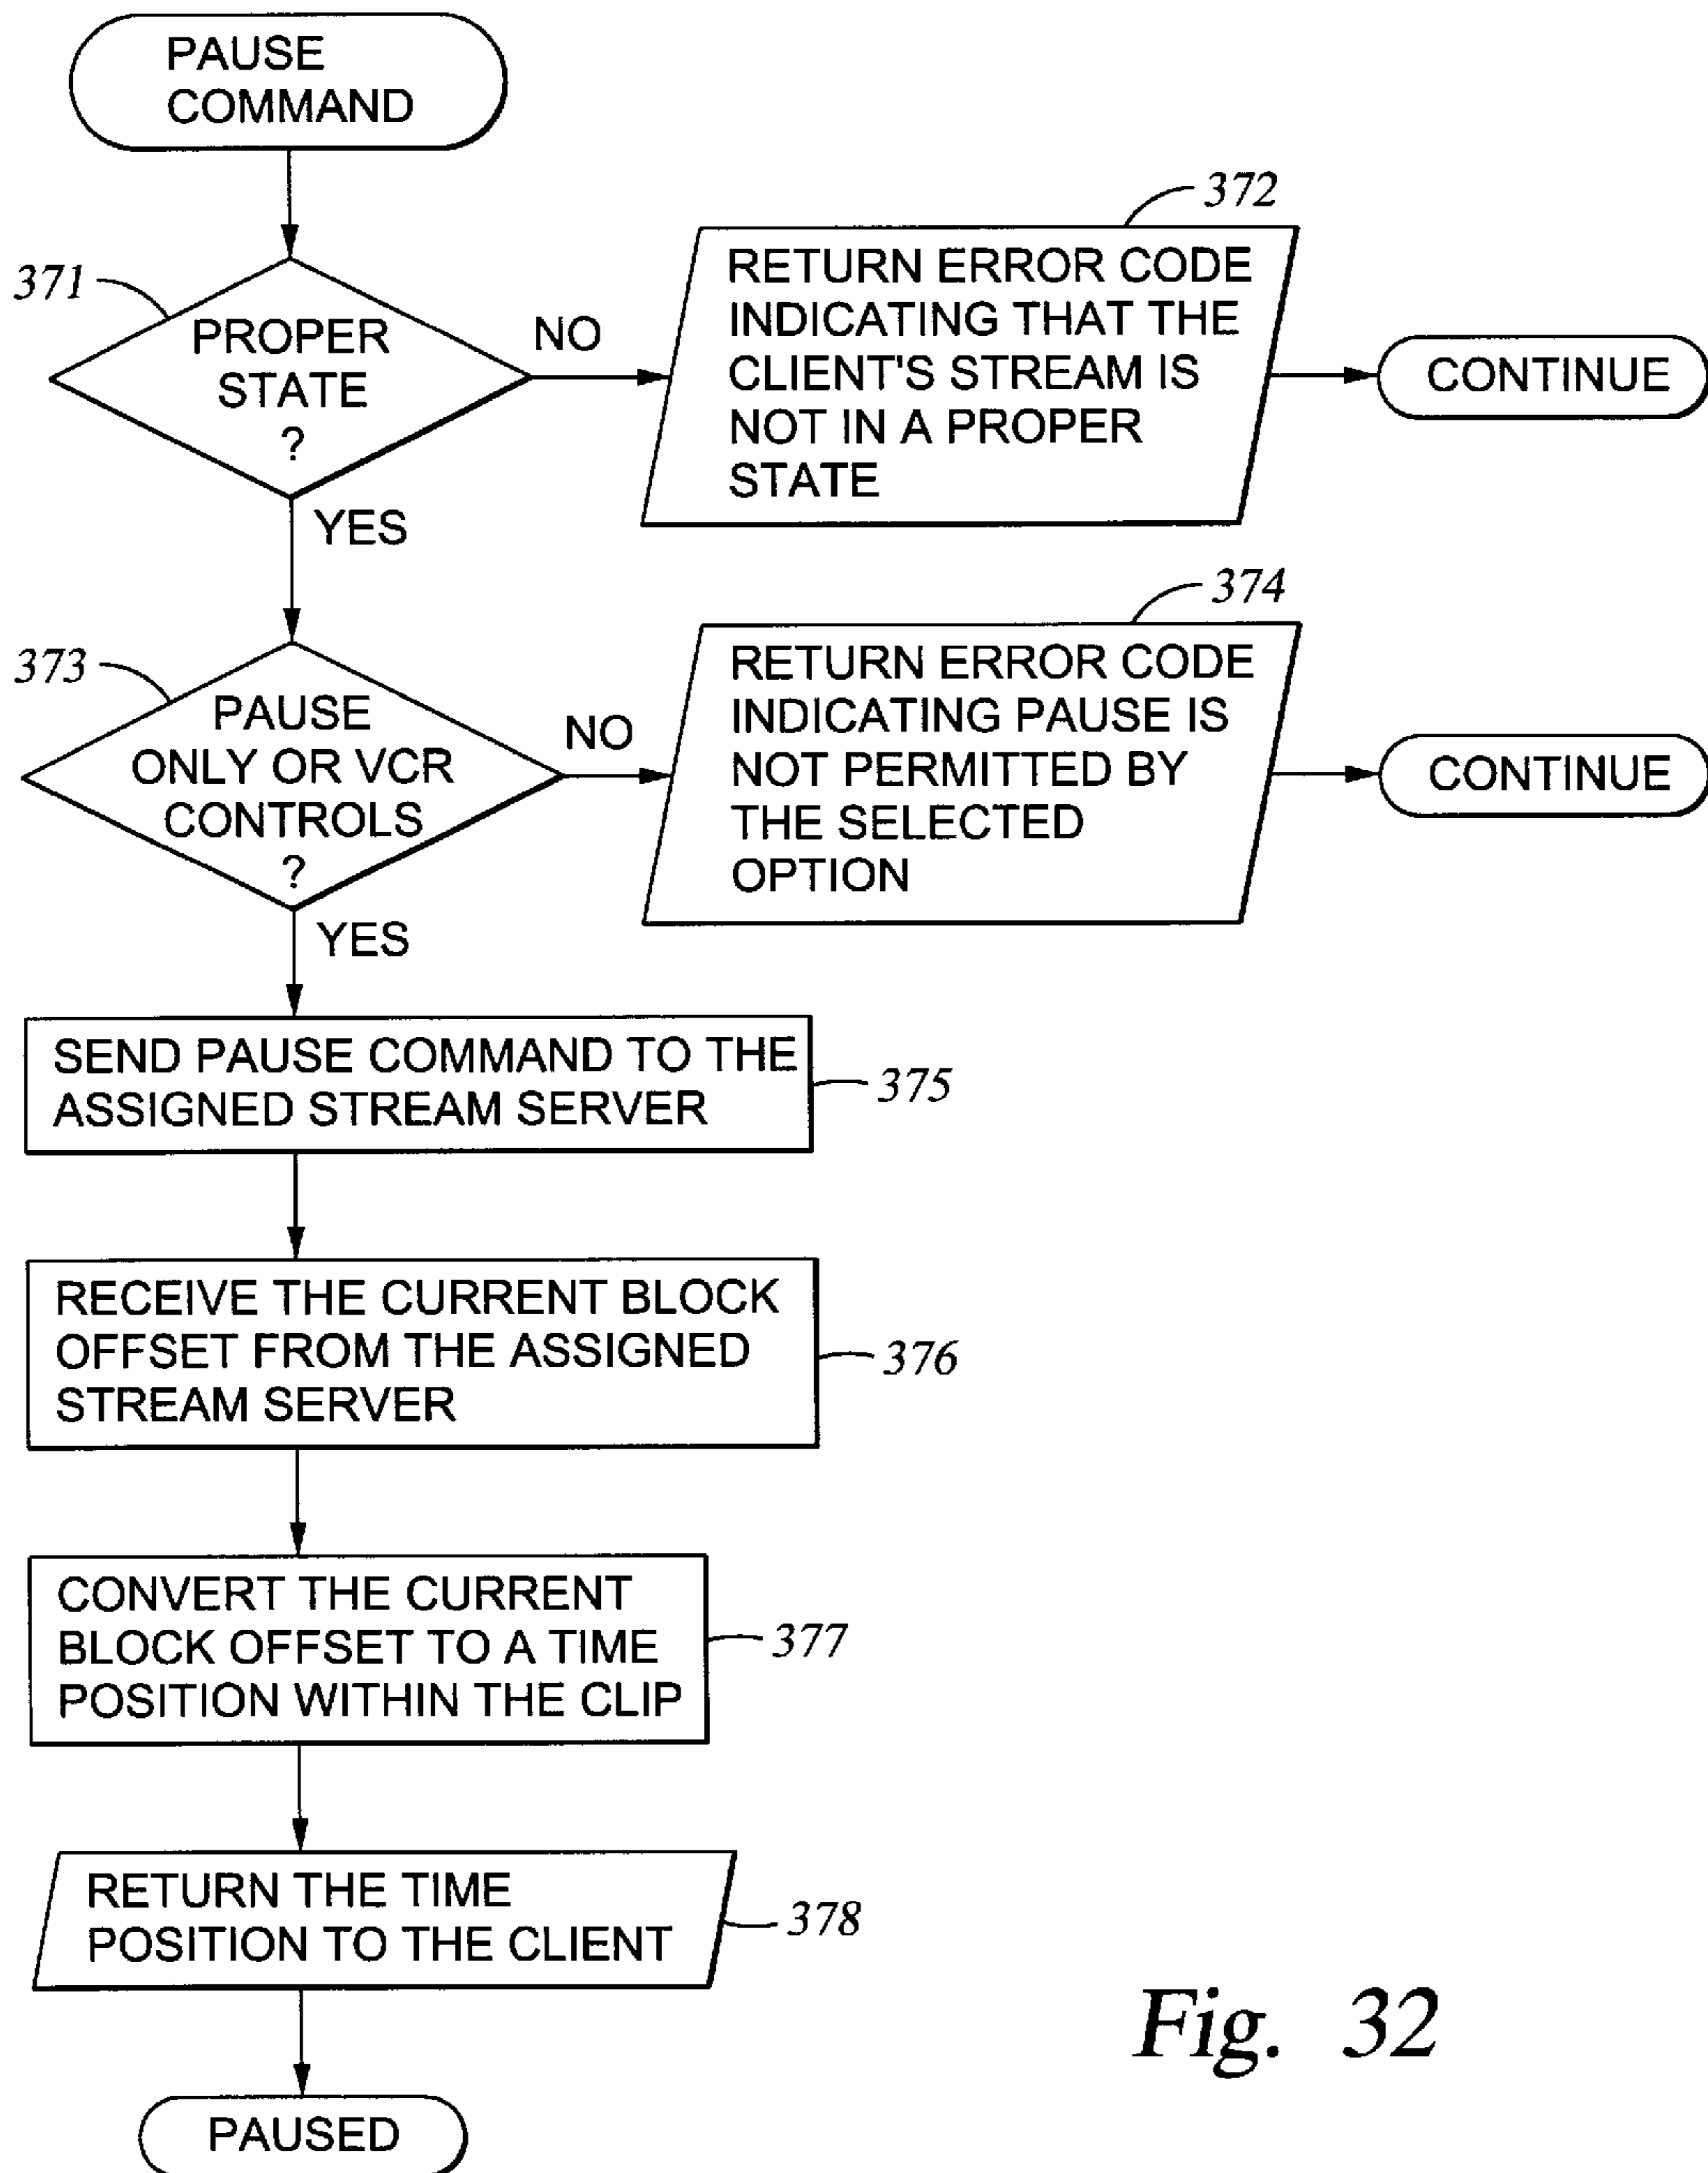 PAUSE
COMMAND
371
PROPER
STATE
?
NO
372
RETURN ERROR CODE
INDICATING THAT THE
CLIENT'S STREAM IS
NOT IN A PROPER
STATE
CONTINUE
YES
373
PAUSE
ONLY OR VCR
CONTROLS
?
NO
374
RETURN ERROR CODE
INDICATING PAUSE IS
NOT PERMITTED BY
THE SELECTED
OPTION
CONTINUE
YES
SEND PAUSE COMMAND TO THE
ASSIGNED STREAM SERVER
375
RECEIVE THE CURRENT BLOCK
OFFSET FROM THE ASSIGNED
STREAM SERVER
376
CONVERT THE CURRENT
BLOCK OFFSET TO A TIME
POSITION WITHIN THE CLIP
377
RETURN THE TIME
POSITION TO THE CLIENT
378
PAUSED
Fig. 32